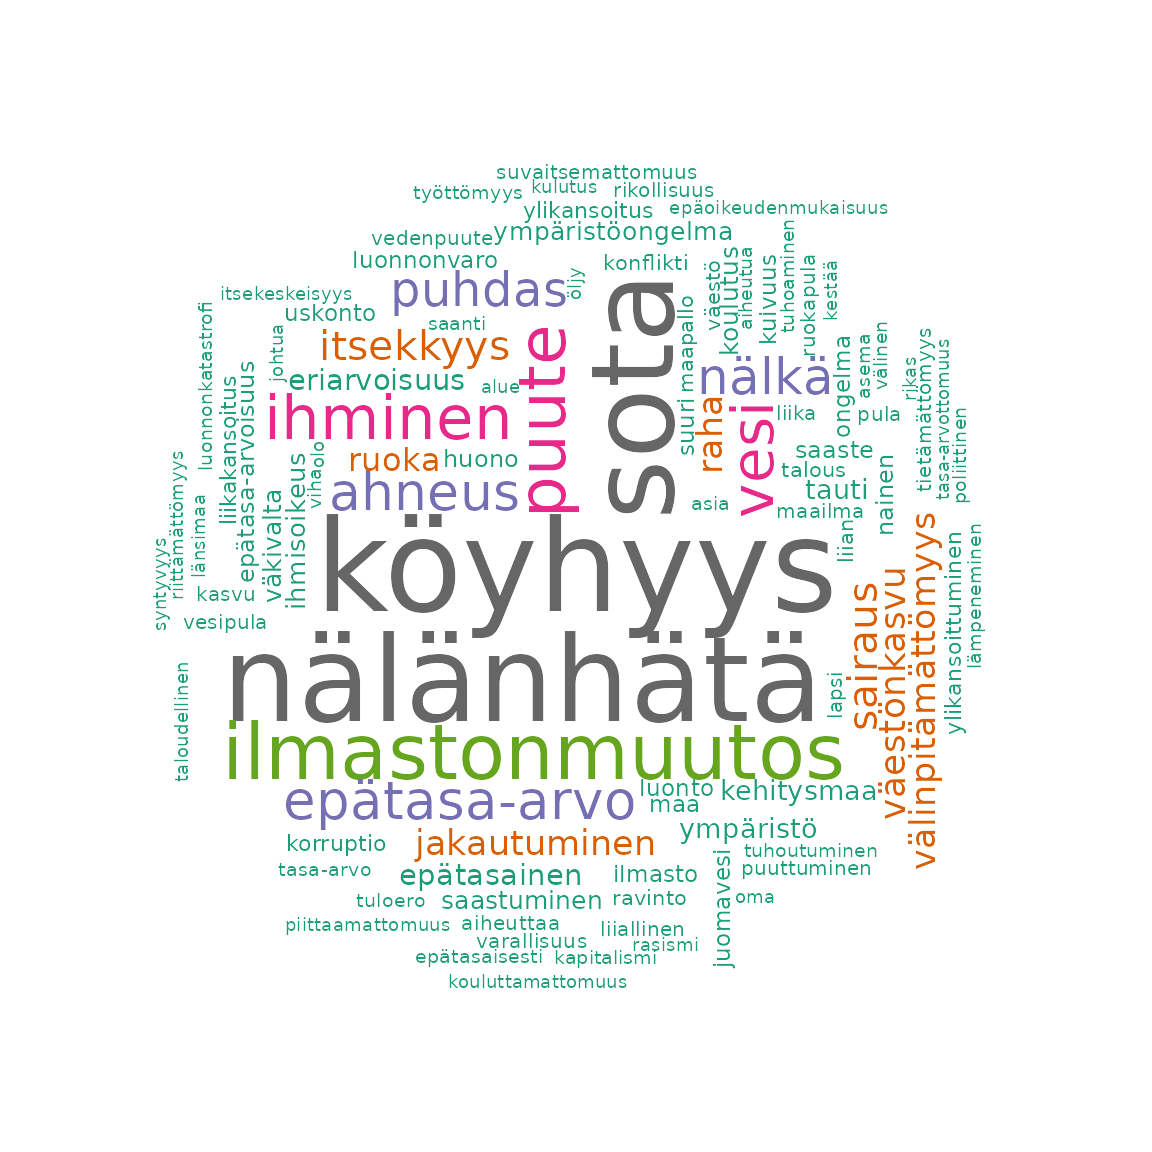 suvaitsemattomuus
työttömyys
kulutus
rikollisuus
ylikansoitus
epäoikeudenmukaisuus
vedenpuute
ympäristöongelma
luonnonvaro
konflikti
puhdas
öljy
itsekeskeisyys
uskonto
saanti
itsekkyys
johtua
eriarvoisuus
alue
ihminen
puute
sota
väestö
koulutus
aiheutua
kuivuus
tuhoaminen
ruokapula
kestää
maapallo
suuri
nälkä
raha
vesi
liika
ongelma
asema
välinen
pula
rikas
tietämättömyys
tasa-arvottomuus
poliittinen
luonnonkatastrofi
liikakansoitus
epätasa-arvoisuus
ruoka
huono
olo
viha
ahneus
saaste
talous
tauti
asia
maailma
nainen
liian
riittämättömyys
länsimaa
väkivalta
ihmisoikeus
syntyvyys
kasvu
vesipula
köyhyys
nälänhätä
lapsi
sairaus
väestönkasvu
välinpitämättömyys
ylikansoittuminen
lämpeneminen
taloudellinen
ilmastonmuutos
epätasa-arvo
luonto
maa
kehitysmaa
korruptio
jakautuminen
ympäristö
tuhoutuminen
tasa-arvo
epätasainen
ilmasto
puuttuminen
tuloero
saastuminen
ravinto
juomavesi
oma
piittaamattomuus
aiheuttaa
liiallinen
varallisuus
rasismi
epätasaisesti
kapitalismi
kouluttamattomuus